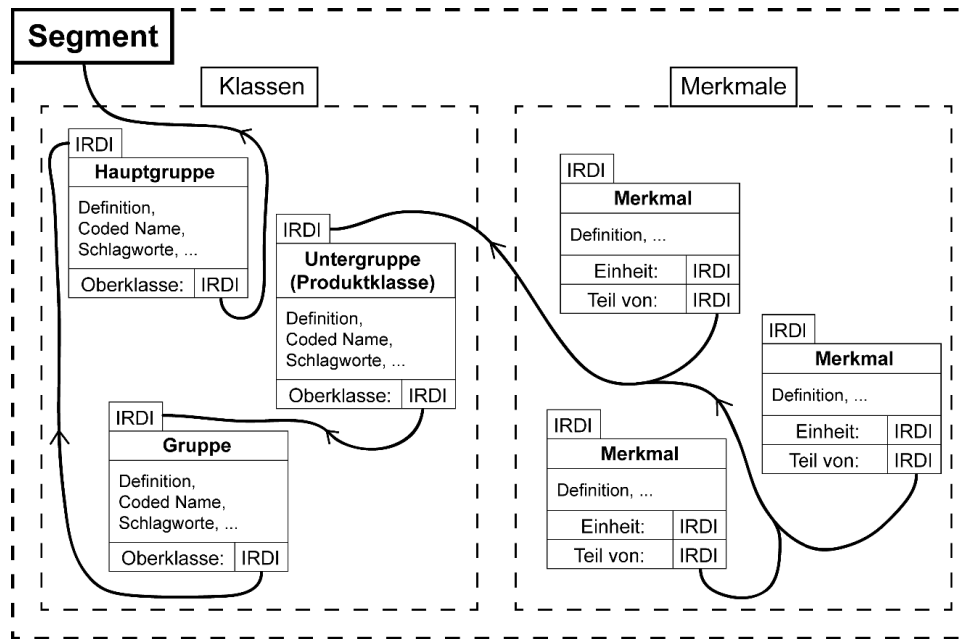 Segment
Klassen
IRDI
Hauptgruppe
Definition,
Coded Name,
Schlagworte, ...
Oberklasse: IRDI
IRDI
Untergruppe
(Produktklasse)
Definition,
Coded Name,
Schlagworte, ...
Oberklasse: IRDI
IRDI
Gruppe
Definition,
Coded Name,
Schlagworte, ...
Oberklasse: IRDI
Merkmale
IRDI
Merkmal
Definition, ...
Einheit: IRDI
Teil von: IRDI
IRDI
Merkmal
Definition, ...
Einheit: IRDI
Teil von: IRDI
IRDI
Merkmal
Definition, ...
Einheit: IRDI
Teil von: IRDI